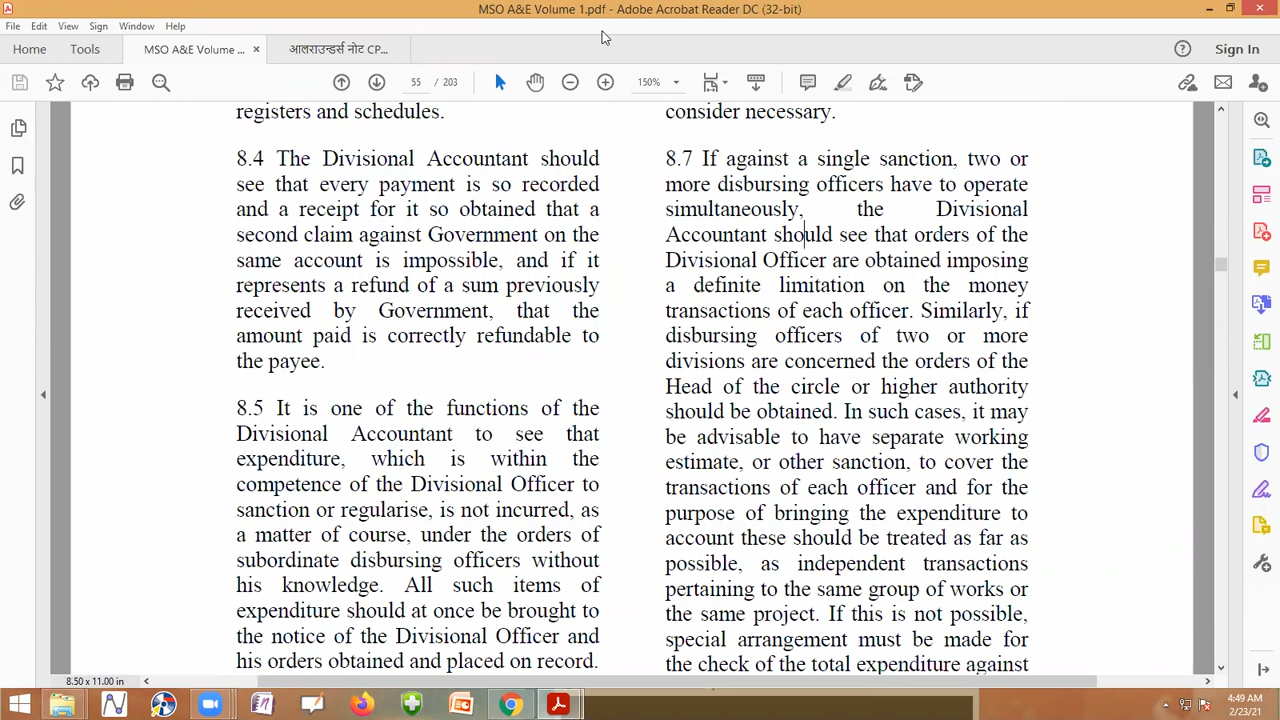 MSO A&E Volume 1.pdf - Adobe Acrobat Reader DC (32-bit)
File Edit View Sign Window Help
Home Tools MSO A&E Volume ... × आलराउन्डर्स नोट CP... Sign In
55 / 203 150%
registers and schedules.
8.4 The Divisional Accountant should
see that every payment is so recorded
and a receipt for it so obtained that a
second claim against Government on the
same account is impossible, and if it
represents a refund of a sum previously
received by Government, that the
amount paid is correctly refundable to
the payee.
8.5 It is one of the functions of the
Divisional Accountant to see that
expenditure, which is within the
competence of the Divisional Officer to
sanction or regularise, is not incurred, as
a matter of course, under the orders of
subordinate disbursing officers without
his knowledge. All such items of
expenditure should at once be brought to
the notice of the Divisional Officer and
his orders obtained and placed on record.
consider necessary.
8.7 If against a single sanction, two or
more disbursing officers have to operate
simultaneously, the Divisional
Accountant should see that orders of the
Divisional Officer are obtained imposing
a definite limitation on the money
transactions of each officer. Similarly, if
disbursing officers of two or more
divisions are concerned the orders of the
Head of the circle or higher authority
should be obtained. In such cases, it may
be advisable to have separate working
estimate, or other sanction, to cover the
transactions of each officer and for the
purpose of bringing the expenditure to
account these should be treated as far as
possible, as independent transactions
pertaining to the same group of works or
the same project. If this is not possible,
special arrangement must be made for
the check of the total expenditure against
8.50 x 11.00 in
4:49 AM
2/23/21